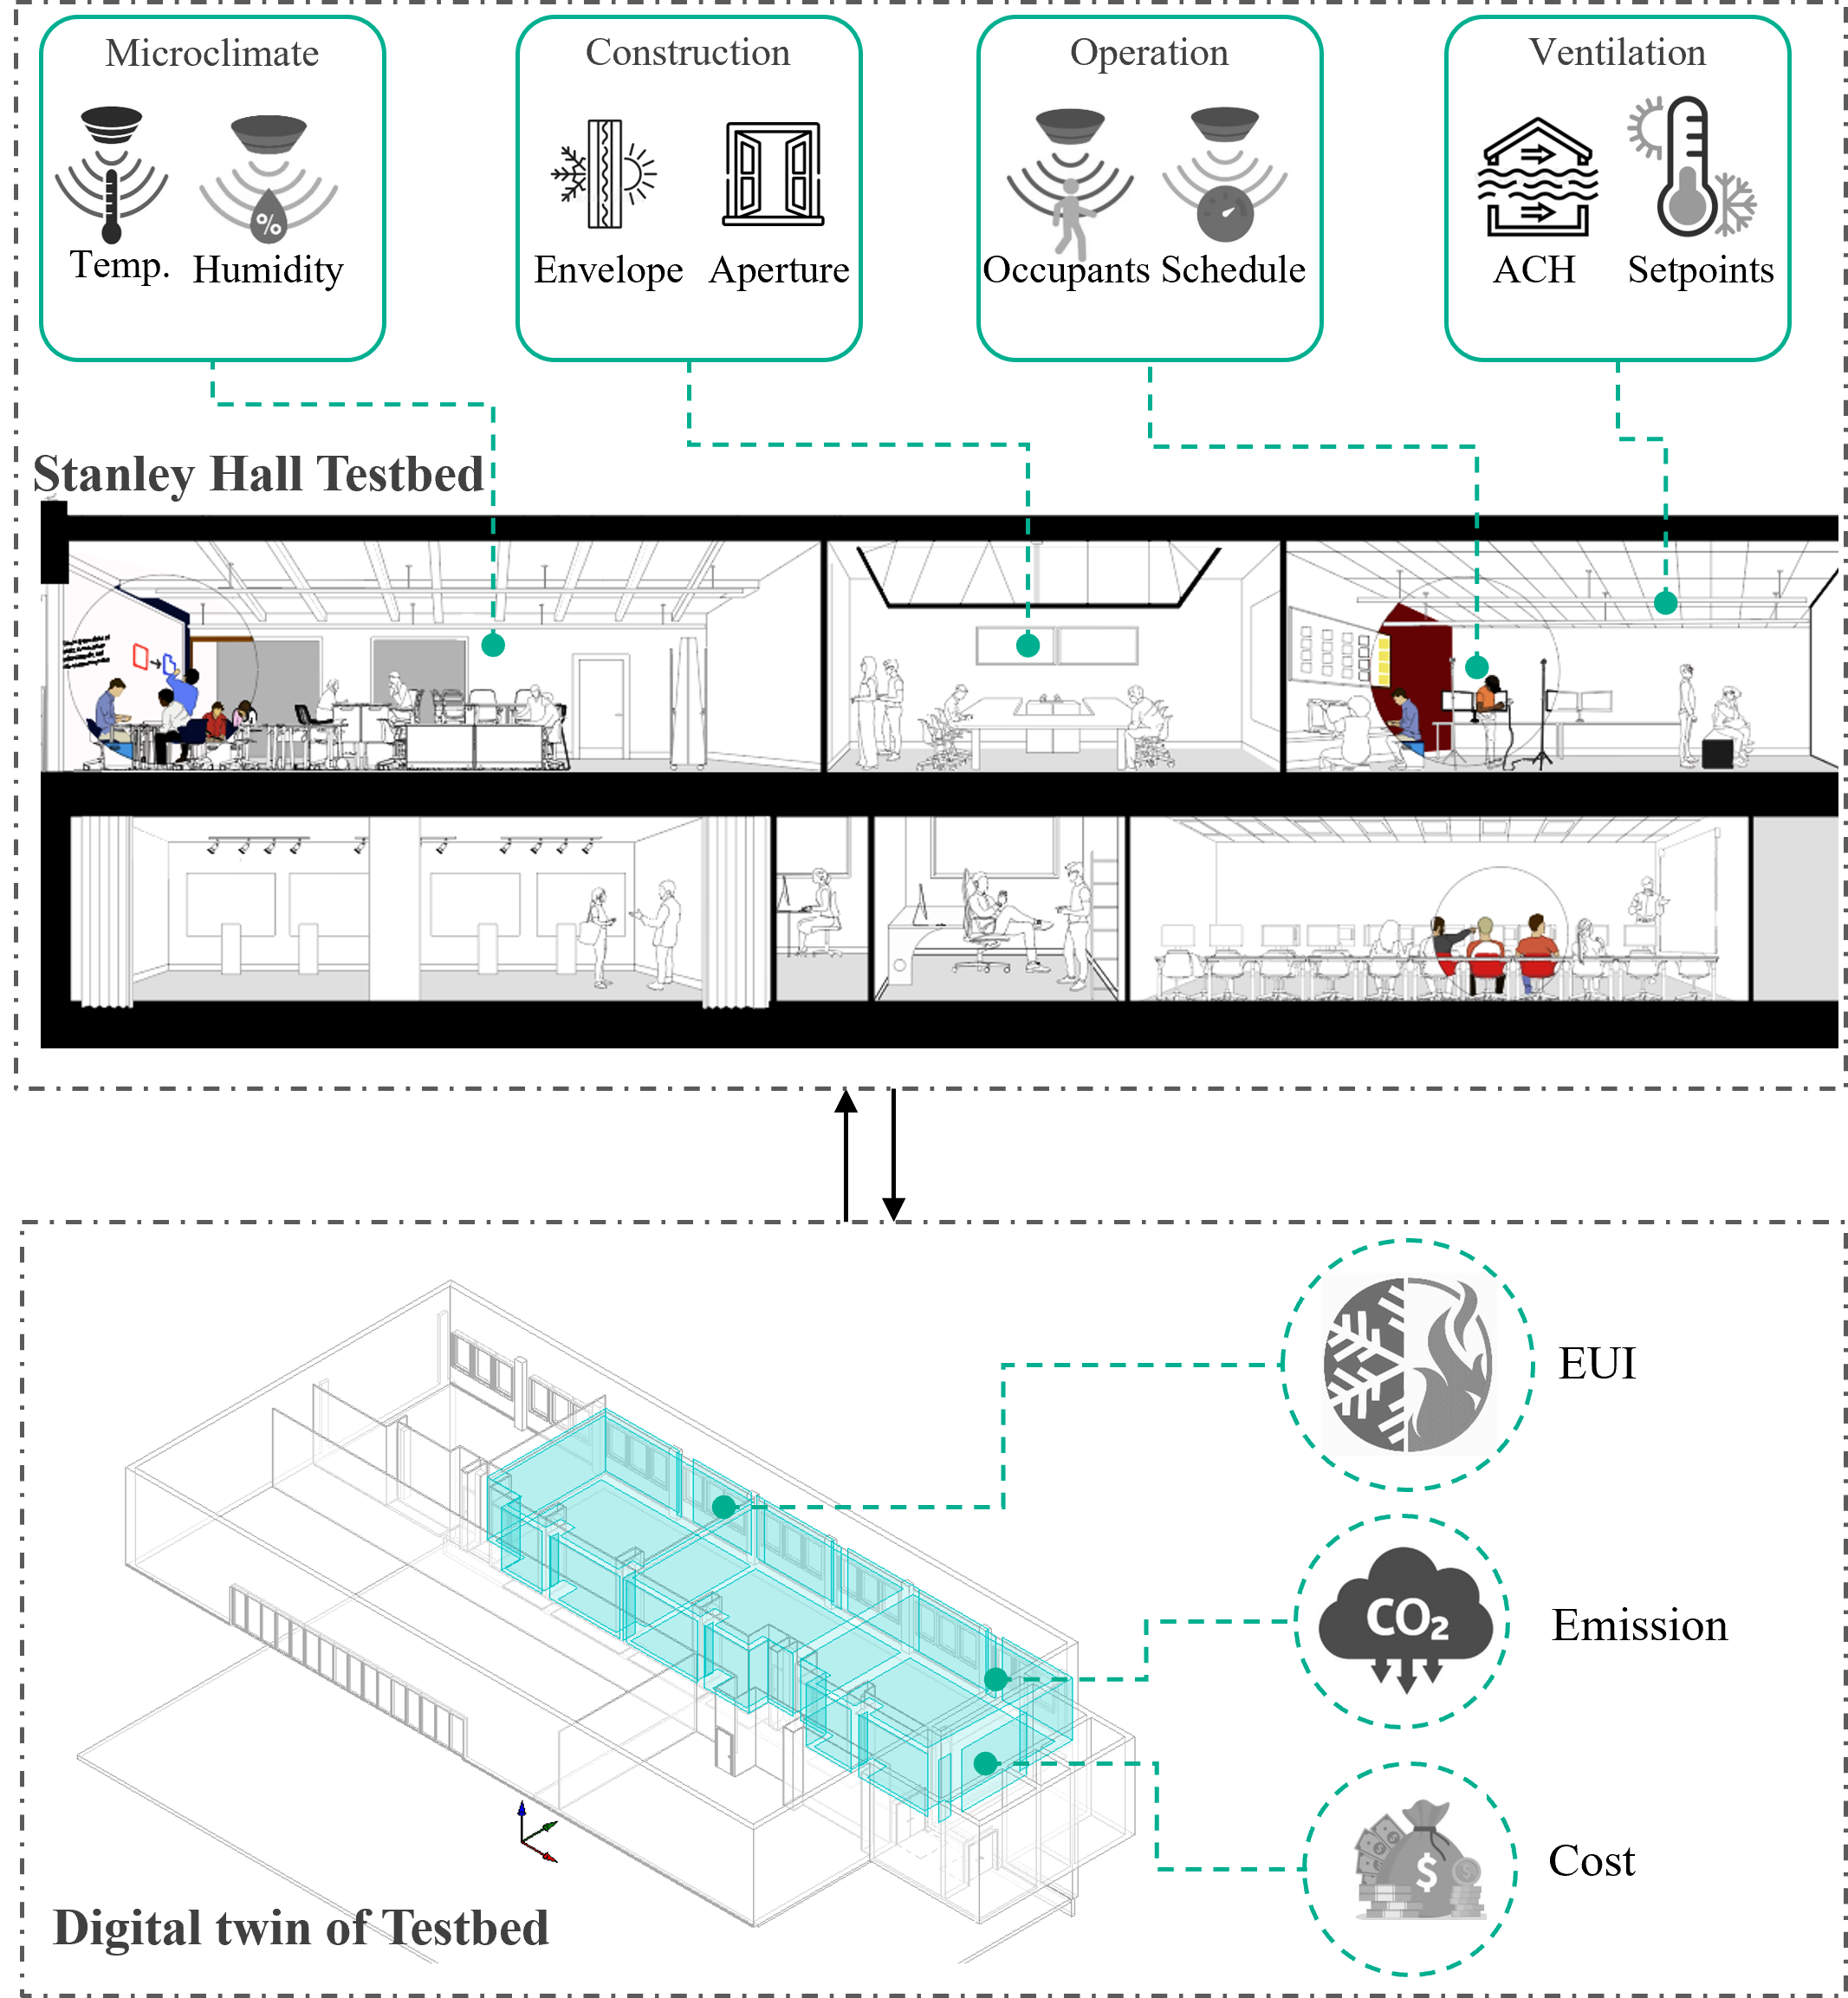 Microclimate
Construction
Operation
Ventilation
%
Temp.
Humidity
Envelope
Aperture
Occupants
Schedule
ACH
Setpoints
Stanley Hall Testbed
EUI
CO₂
Emission
$
Cost
Digital twin of Testbed